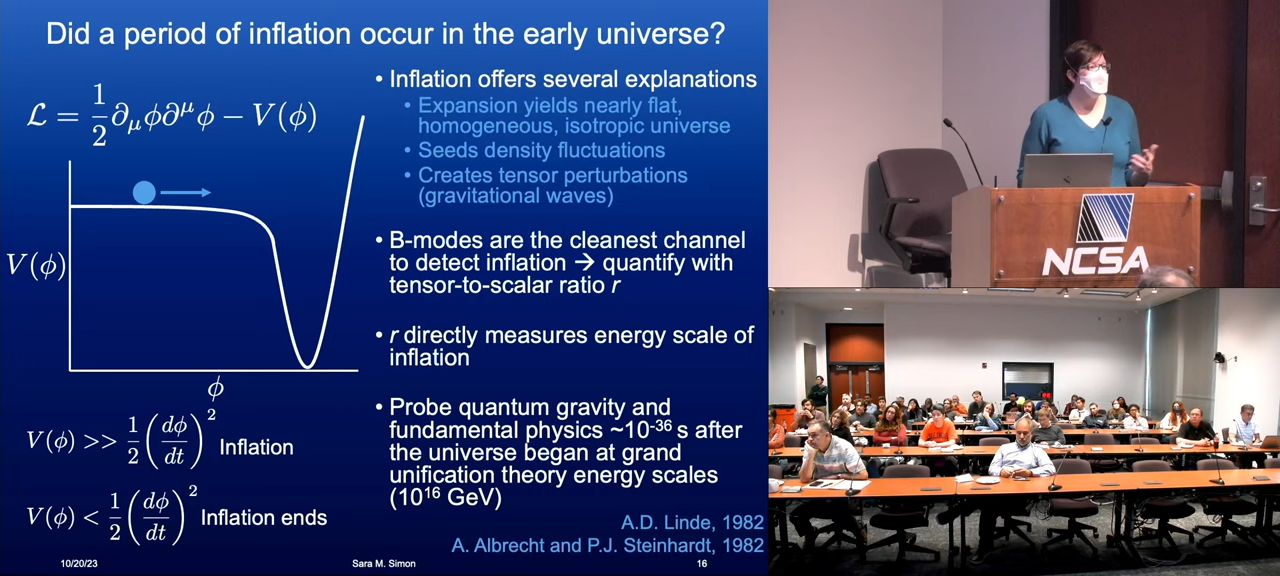 Did a period of inflation occur in the early universe?
ℒ = 1/2 ∂_μϕ∂^μϕ − V(ϕ)
V(ϕ)
ϕ
V(ϕ) >> 1/2 (dϕ/dt)^2 Inflation
V(ϕ) < 1/2 (dϕ/dt)^2 Inflation ends
• Inflation offers several explanations
• Expansion yields nearly flat,
homogeneous, isotropic universe
• Seeds density fluctuations
• Creates tensor perturbations
(gravitational waves)
• B-modes are the cleanest channel
to detect inflation → quantify with
tensor-to-scalar ratio r
• r directly measures energy scale of
inflation
• Probe quantum gravity and
fundamental physics ~10^-36 s after
the universe began at grand
unification theory energy scales
(10^16 GeV)
A.D. Linde, 1982
A. Albrecht and P.J. Steinhardt, 1982
10/20/23
Sara M. Simon
16
NCSA